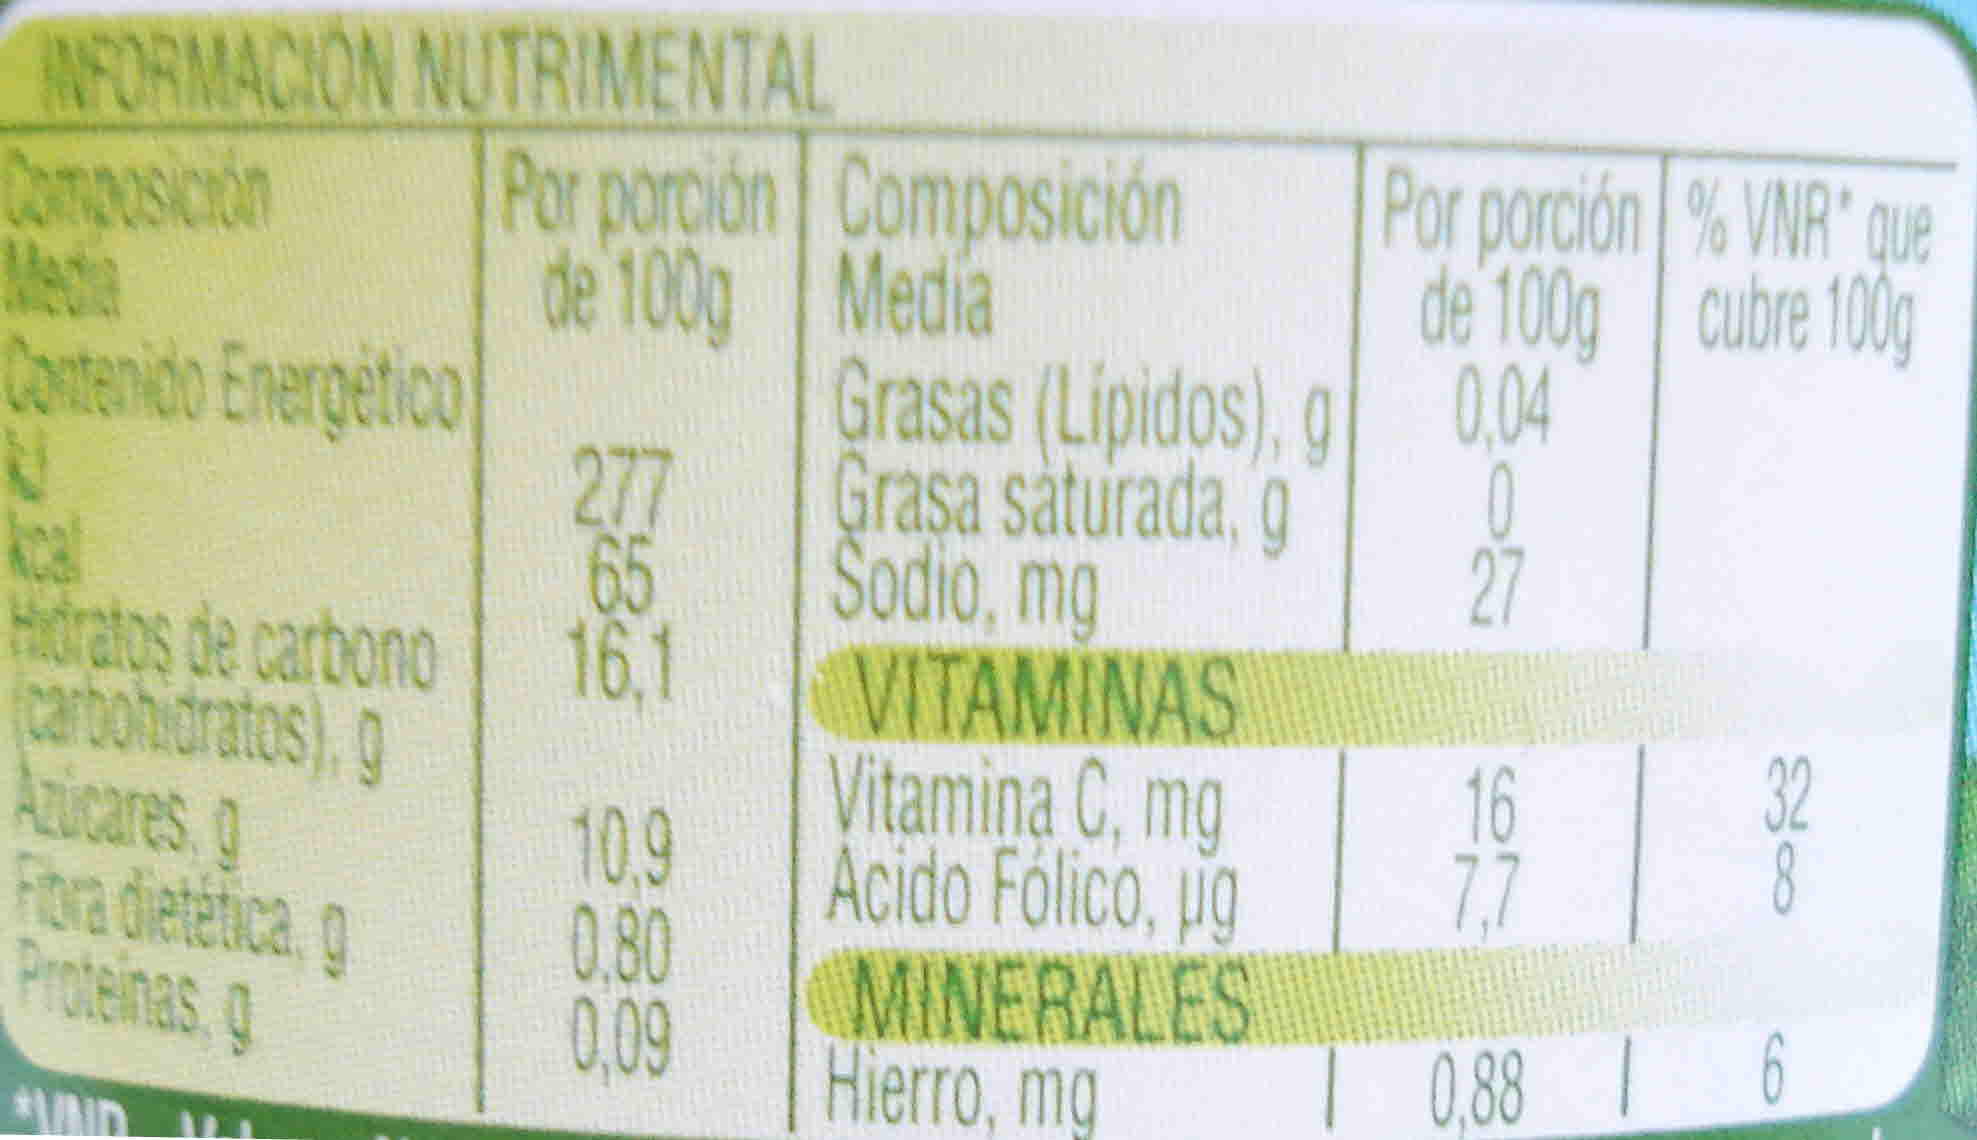 INFORMACIÓN NUTRIMENTAL
Composición
Media
Por porción
de 100g
Contenido Energético
kJ 277
kcal 65
Hidratos de carbono 16,1
(carbohidratos), g
Azúcares, g 10,9
Fibra dietética, g 0,80
Proteínas, g 0,09
Composición
Media
Por porción
de 100g
% VNR* que
cubre 100g
Grasas (Lípidos), g 0,04
Grasa saturada, g 0
Sodio, mg 27
VITAMINAS
Vitamina C, mg 16 32
Ácido Fólico, µg 7,7 8
MINERALES
Hierro, mg 0,88 6
*VNR